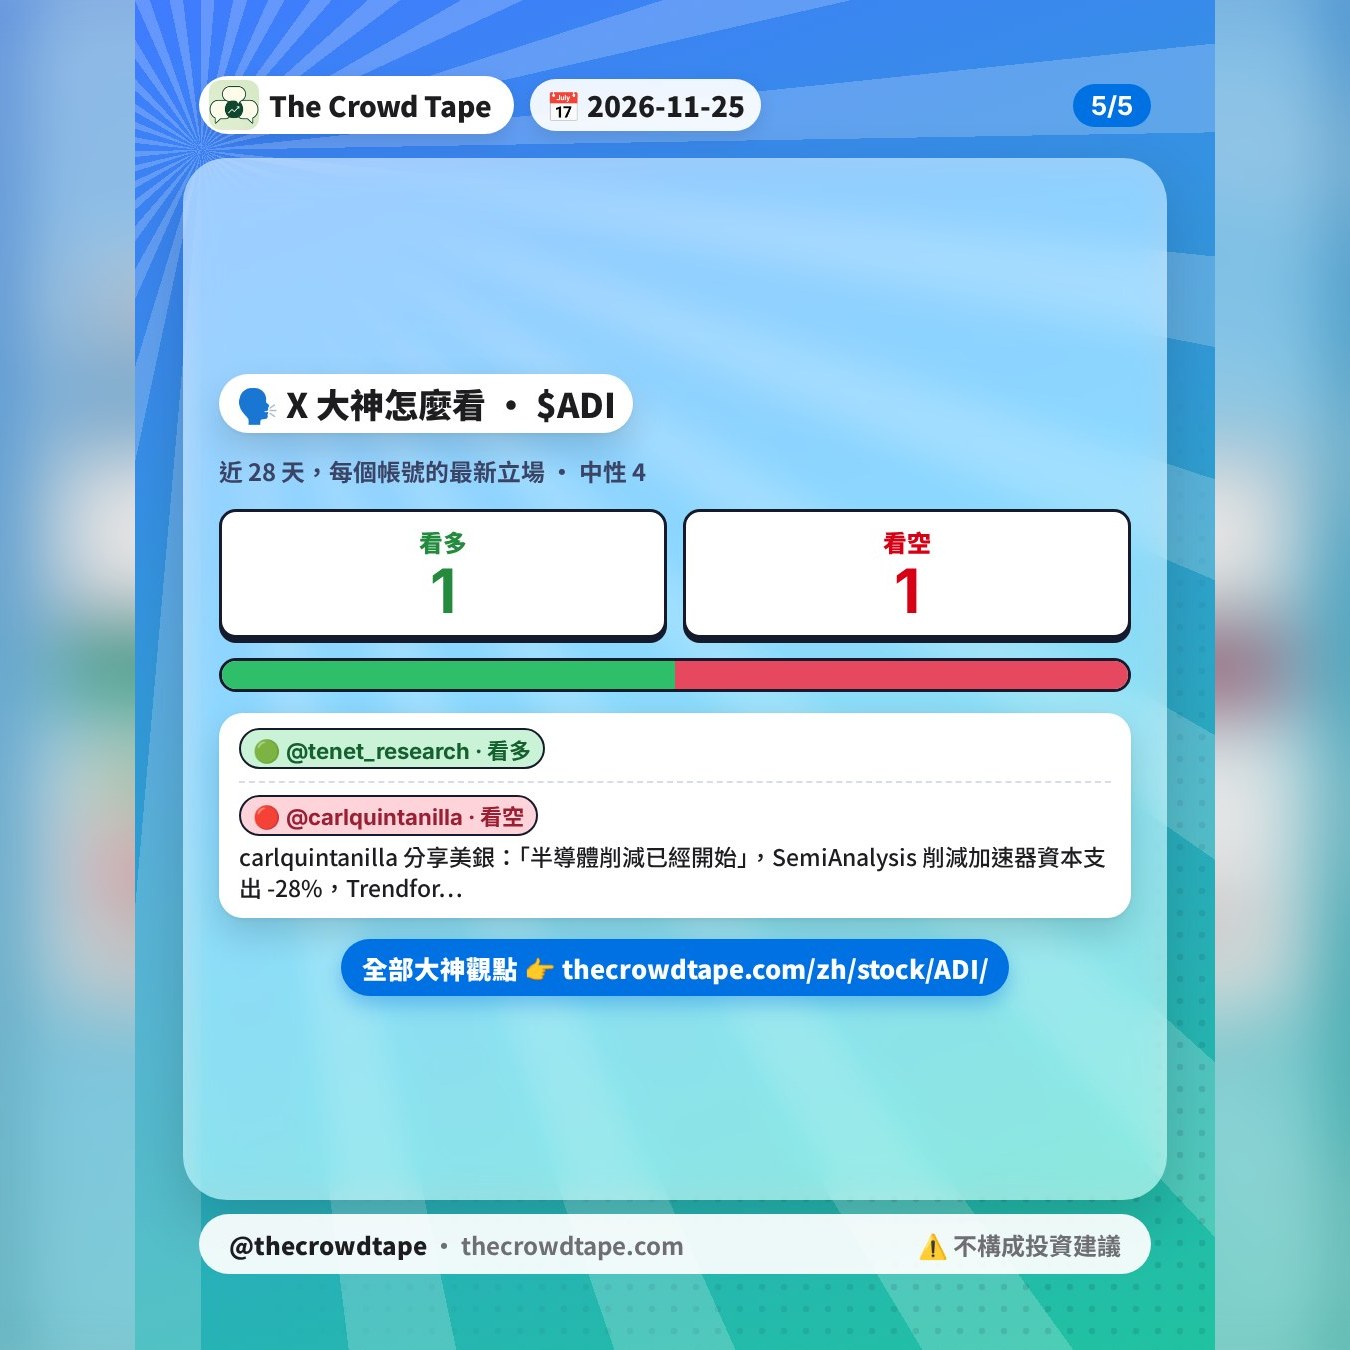 The Crowd Tape
📅 2026-11-25
5/5
🗣️ X 大神怎麼看 · $ADI
近 28 天，每個帳號的最新立場 · 中性 4
看多
1
看空
1
🟢 @tenet_research · 看多
🔴 @carlquintanilla · 看空
carlquintanilla 分享美銀：「半導體削減已經開始」，SemiAnalysis 削減加速器資本支
出 -28%，Trendfor…
全部大神觀點 👉 thecrowdtape.com/zh/stock/ADI/
@thecrowdtape · thecrowdtape.com
⚠️ 不構成投資建議